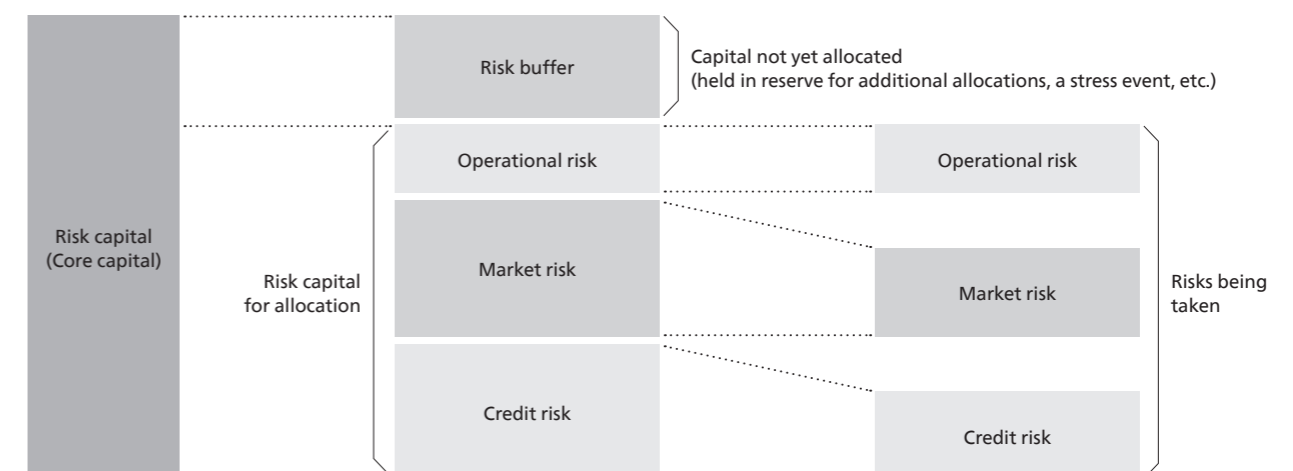 Risk buffer
Capital not yet allocated
(held in reserve for additional allocations, a stress event, etc.)
Operational risk
Operational risk
Risk capital
(Core capital)
Risk capital
for allocation
Market risk
Market risk
Risks being
taken
Credit risk
Credit risk